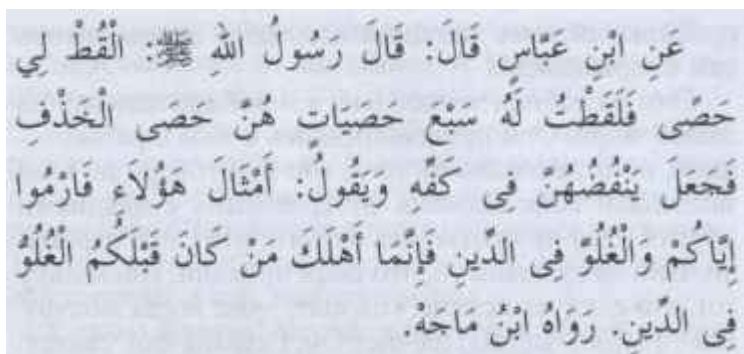 عَنِ ابْنِ عَبَّاسٍ قَالَ: قَالَ رَسُولُ اللهِ ﷺ: الْقُطْ لِي
حَصًى فَلَقَطْتُ لَهُ سَبْعَ حَصَيَاتٍ هُنَّ حَصَى الْخَذْفِ
فَجَعَلَ يَنْفُضُهُنَّ فِى كَفِّهِ وَيَقُولُ: أَمْثَالَ هٰؤُلَاءِ فَارْمُوا
إِيَّاكُمْ وَالْغُلُوَّ فِى الدِّينِ فَإِنَّمَا أَهْلَكَ مَنْ كَانَ قَبْلَكُمُ الْغُلُوُّ
فِى الدِّينِ. رَوَاهُ ابْنُ مَاجَهْ.